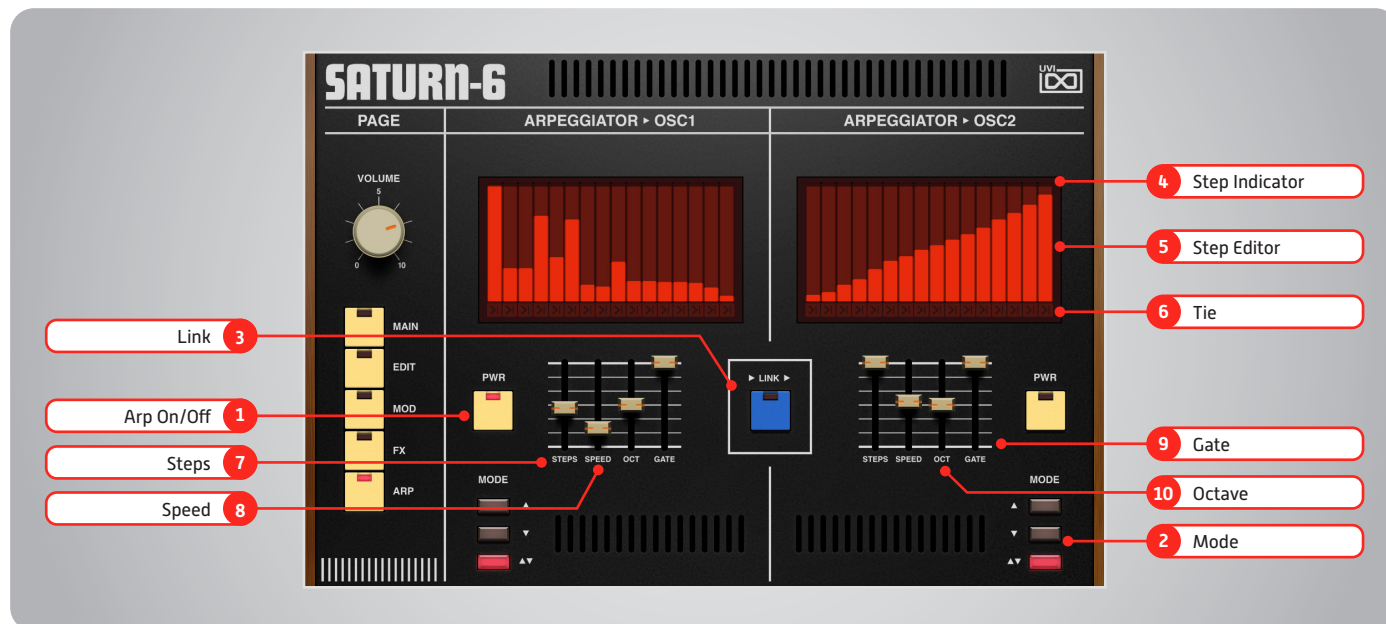 SATURN-6
UVI
PAGE
ARPEGGIATOR ▸ OSC1
ARPEGGIATOR ▸ OSC2
VOLUME
5
0
10
MAIN
EDIT
MOD
FX
ARP
PWR
STEPS SPEED OCT GATE
MODE
▲
▼
▲▼
▶ LINK ▶
STEPS SPEED OCT GATE
PWR
MODE
▲
▼
▲▼
Link 3
Arp On/Off 1
Steps 7
Speed 8
4 Step Indicator
5 Step Editor
6 Tie
9 Gate
10 Octave
2 Mode